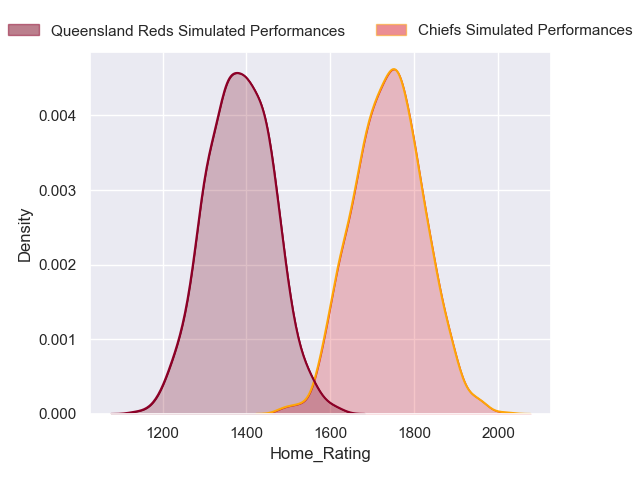 Queensland Reds Simulated Performances
Chiefs Simulated Performances
Density
0.004
0.003
0.002
0.001
0.000
1200
1400
1600
1800
2000
Home_Rating